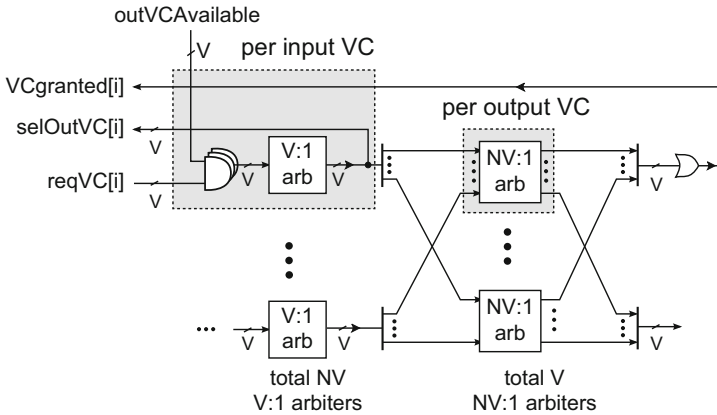 outVCAvailable
V
per input VC
VCgranted[i]
per output VC
selOutVC[i]
V
V:1
arb
V
V
NV:1
arb
V
reqVC[i]
V
V:1
arb
V
V
NV:1
arb
V
total NV
V:1 arbiters
total V
NV:1 arbiters